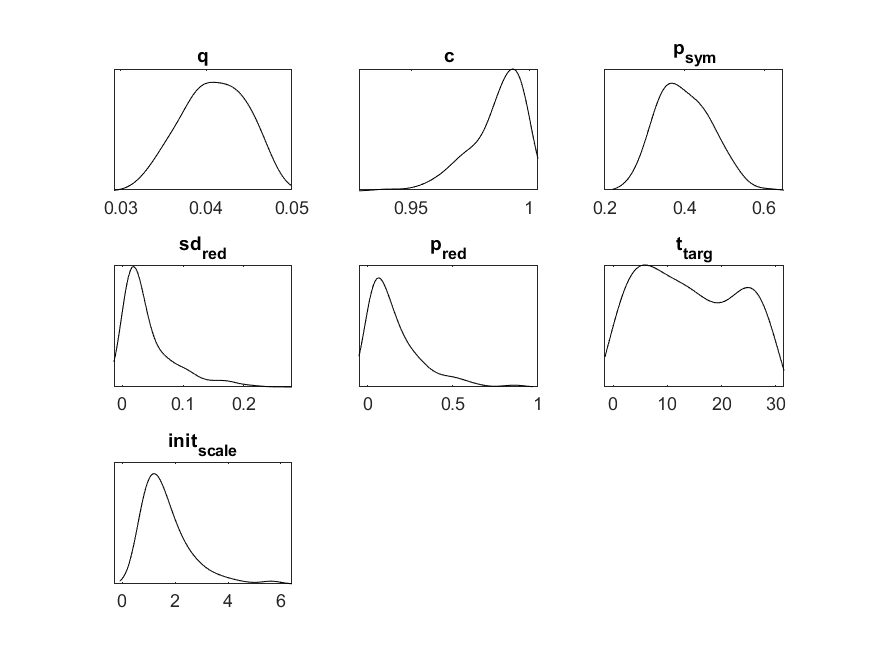 q c p_sym
0.03 0.04 0.05 0.95 1 0.2 0.4 0.6
sd_red p_red t_targ
0 0.1 0.2 0 0.5 1 0 10 20 30
init_scale
0 2 4 6